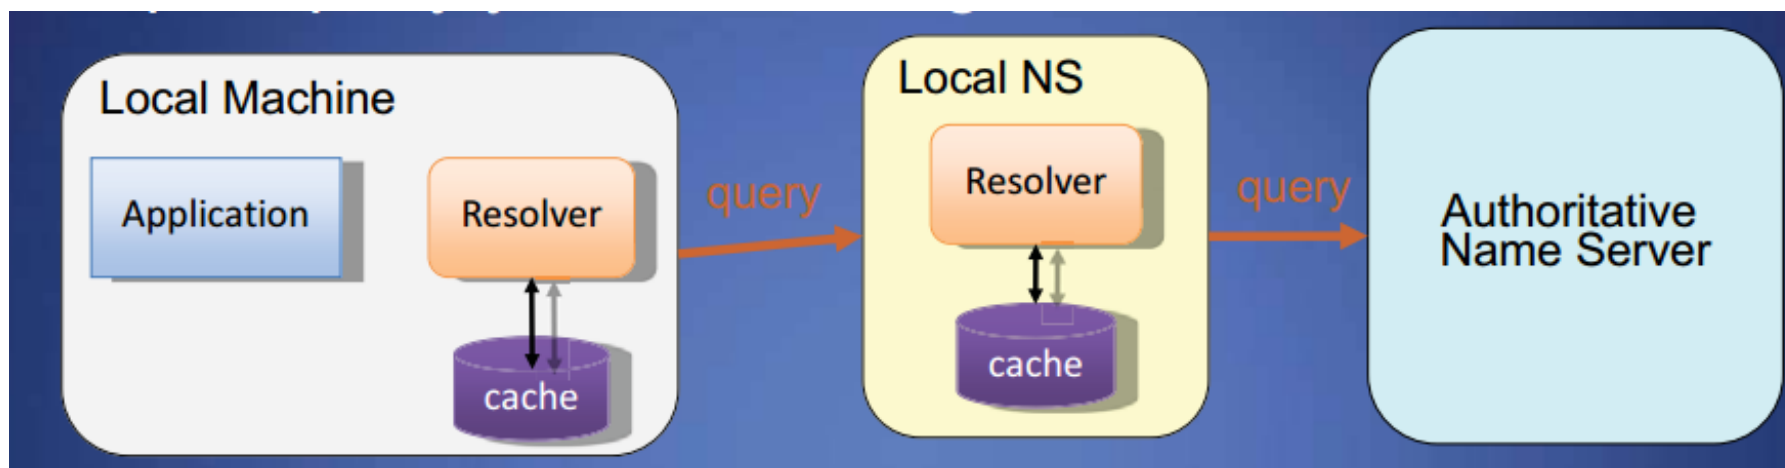 Local Machine
Application
Resolver
cache
query
Local NS
Resolver
cache
query
Authoritative
Name Server